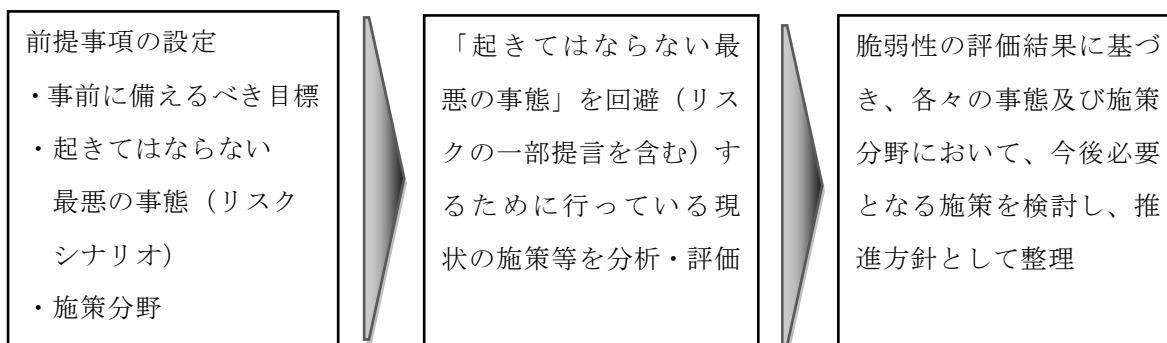 前提事項の設定
・事前に備えるべき目標
・起きてはならない
最悪の事態（リスク
シナリオ）
・施策分野
「起きてはならない最
悪の事態」を回避（リス
クの一部提言を含む）す
るために行っている現
状の施策等を分析・評価
脆弱性の評価結果に基づ
き、各々の事態及び施策
分野において、今後必要
となる施策を検討し、推
進方針として整理